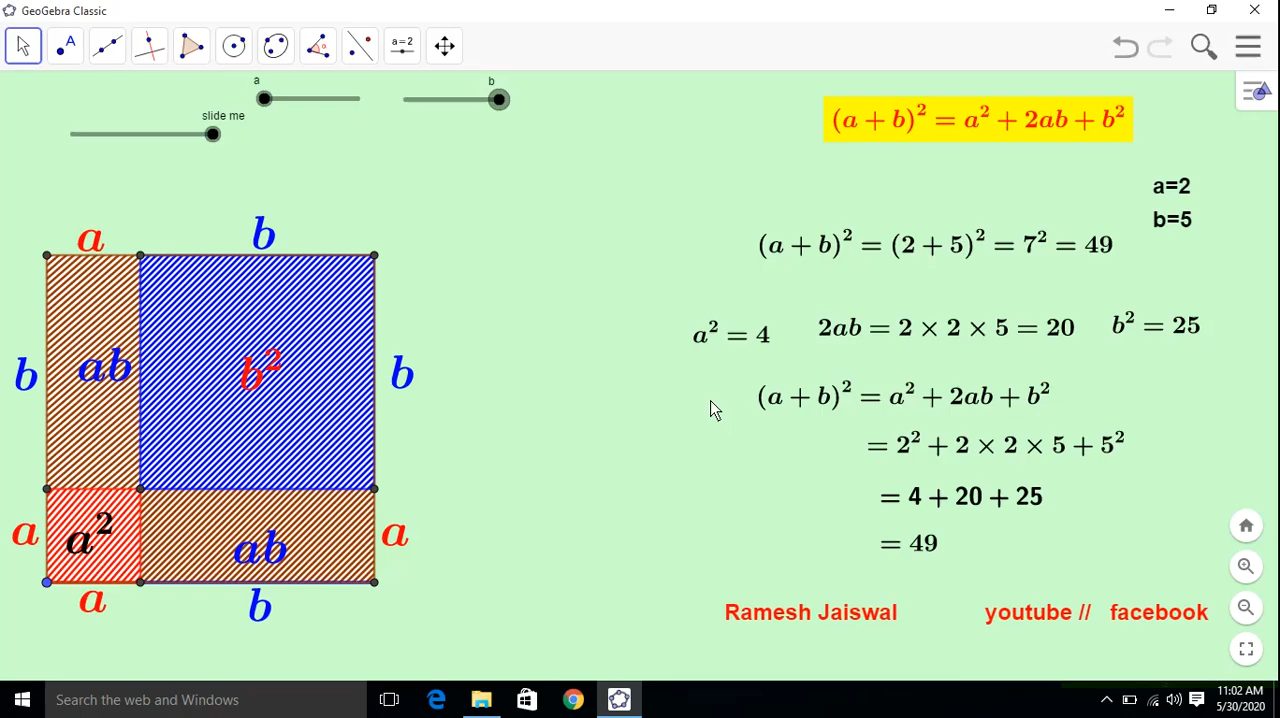 GeoGebra Classic
A
a=2
a
b
slide me
(a + b)² = a² + 2ab + b²
a=2
b=5
(a + b)² = (2 + 5)² = 7² = 49
a² = 4
2ab = 2 × 2 × 5 = 20
b² = 25
(a + b)² = a² + 2ab + b²
= 2² + 2 × 2 × 5 + 5²
= 4 + 20 + 25
= 49
a
b
b
ab
b²
b
a
a²
ab
a
a
b
Ramesh Jaiswal
youtube //
facebook
Search the web and Windows
11:02 AM
5/30/2020